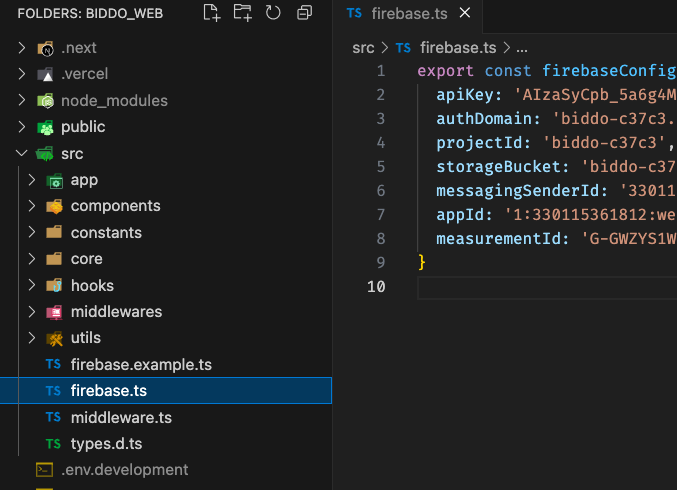 FOLDERS: BIDDO_WEB
.next
.vercel
node_modules
public
src
app
components
constants
core
hooks
middlewares
utils
TS firebase.example.ts
TS firebase.ts
TS middleware.ts
TS types.d.ts
.env.development
TS firebase.ts
src > TS firebase.ts > ...
1 export const firebaseConfig
2 apiKey: 'AIzaSyCpb_5a6g4M
3 authDomain: 'biddo-c37c3.
4 projectId: 'biddo-c37c3',
5 storageBucket: 'biddo-c37
6 messagingSenderId: '33011
7 appId: '1:330115361812:we
8 measurementId: 'G-GWZYS1W
9 }
10